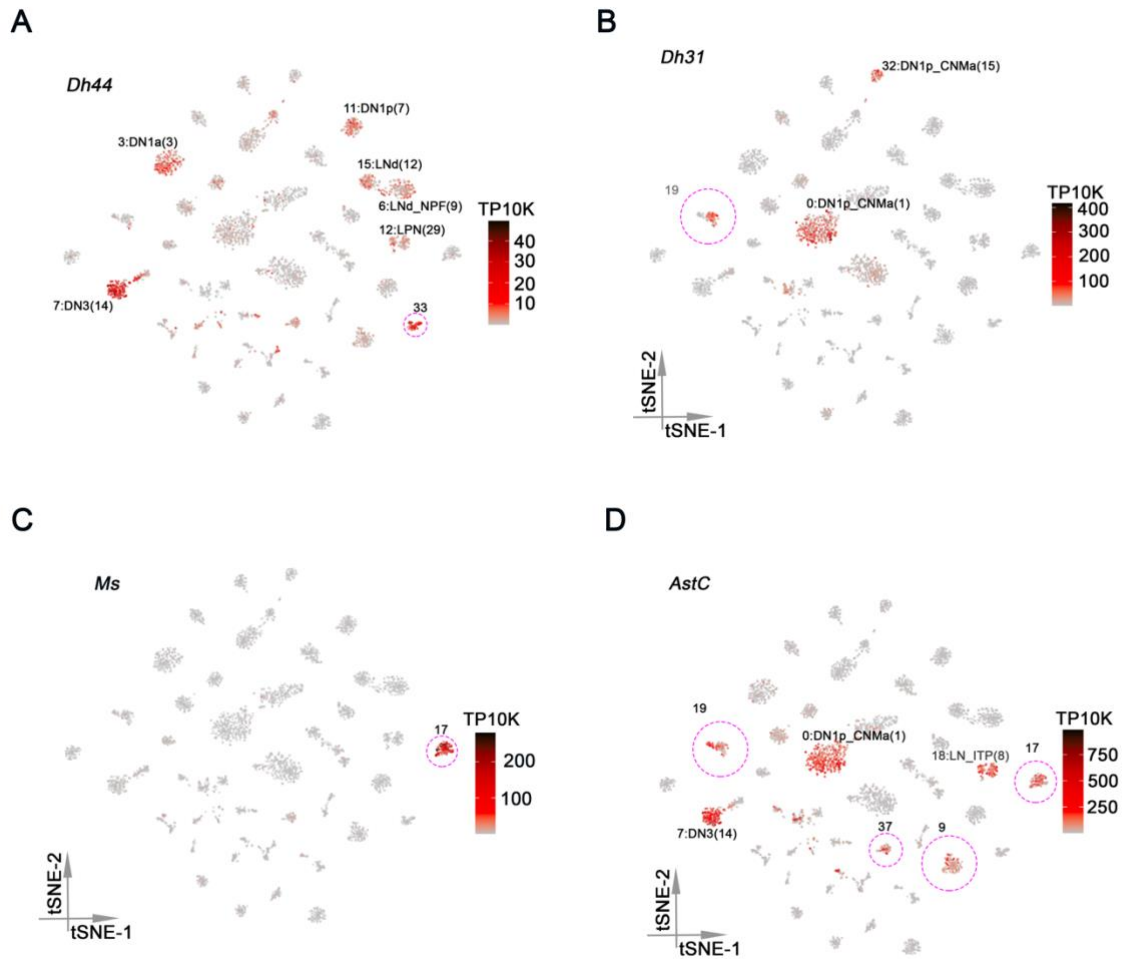 A
Dh44
11:DN1p(7)
3:DN1a(3)
15:LNd(12)
6:LNd_NPF(9)
12:LPN(29)
TP10K
40
30
20
10
7:DN3(14)
33
B
Dh31
32:DN1p_CNMa(15)
19
0:DN1p_CNMa(1)
TP10K
400
300
200
100
tSNE-2
tSNE-1
C
Ms
17
TP10K
200
100
tSNE-2
tSNE-1
D
AstC
19
0:DN1p_CNMa(1)
18:LN_ITP(8)
17
TP10K
750
500
250
7:DN3(14)
37
9
tSNE-2
tSNE-1